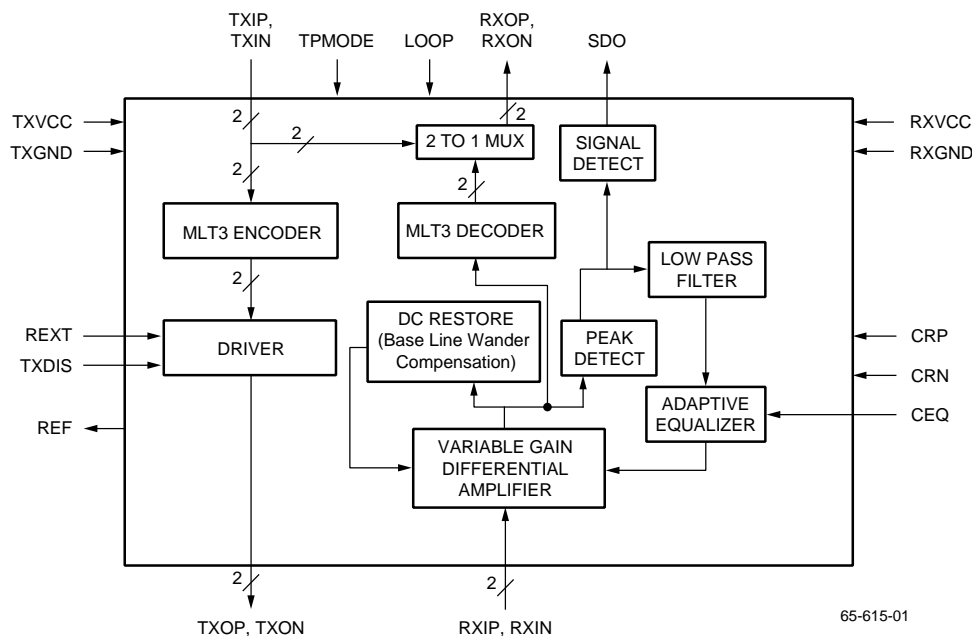 TXIP,
TXIN
TPMODE
LOOP
RXOP,
RXON
SDO
TXVCC
TXGND
RXVCC
RXGND
2
2
2
2
2 TO 1 MUX
SIGNAL
DETECT
2
2
MLT3 ENCODER
MLT3 DECODER
LOW PASS
FILTER
2
REXT
TXDIS
DRIVER
DC RESTORE
(Base Line Wander
Compensation)
PEAK
DETECT
CRP
CRN
REF
ADAPTIVE
EQUALIZER
CEQ
VARIABLE GAIN
DIFFERENTIAL
AMPLIFIER
2
2
TXOP, TXON
RXIP, RXIN
65-615-01